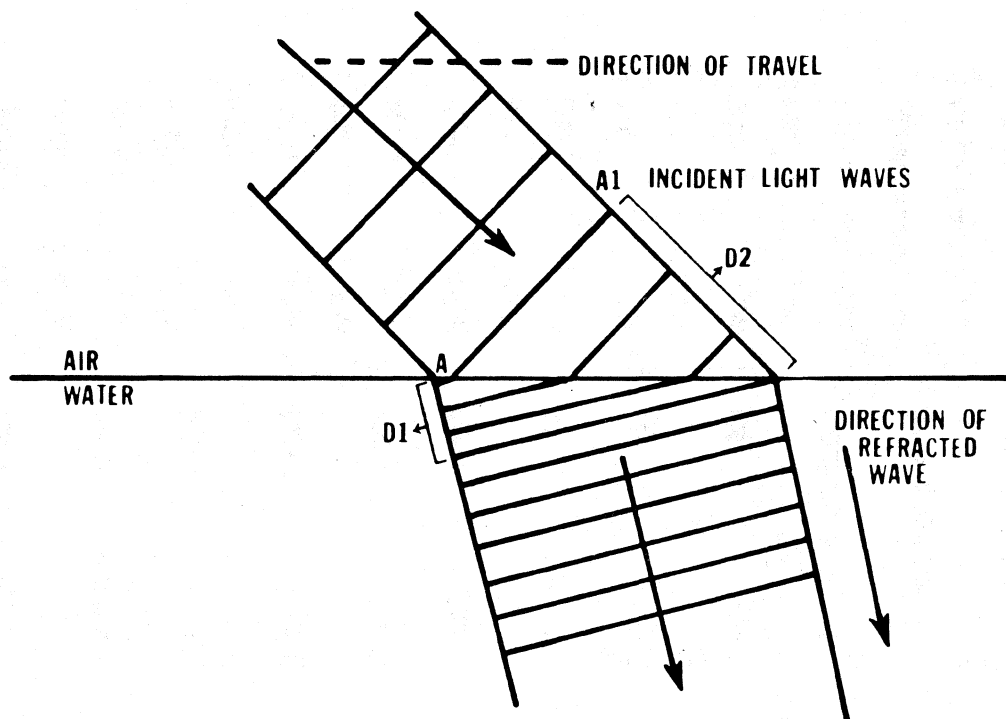 DIRECTION OF TRAVEL
A1 INCIDENT LIGHT WAVES
D2
AIR
A
WATER
D1
DIRECTION OF
REFRACTED
WAVE